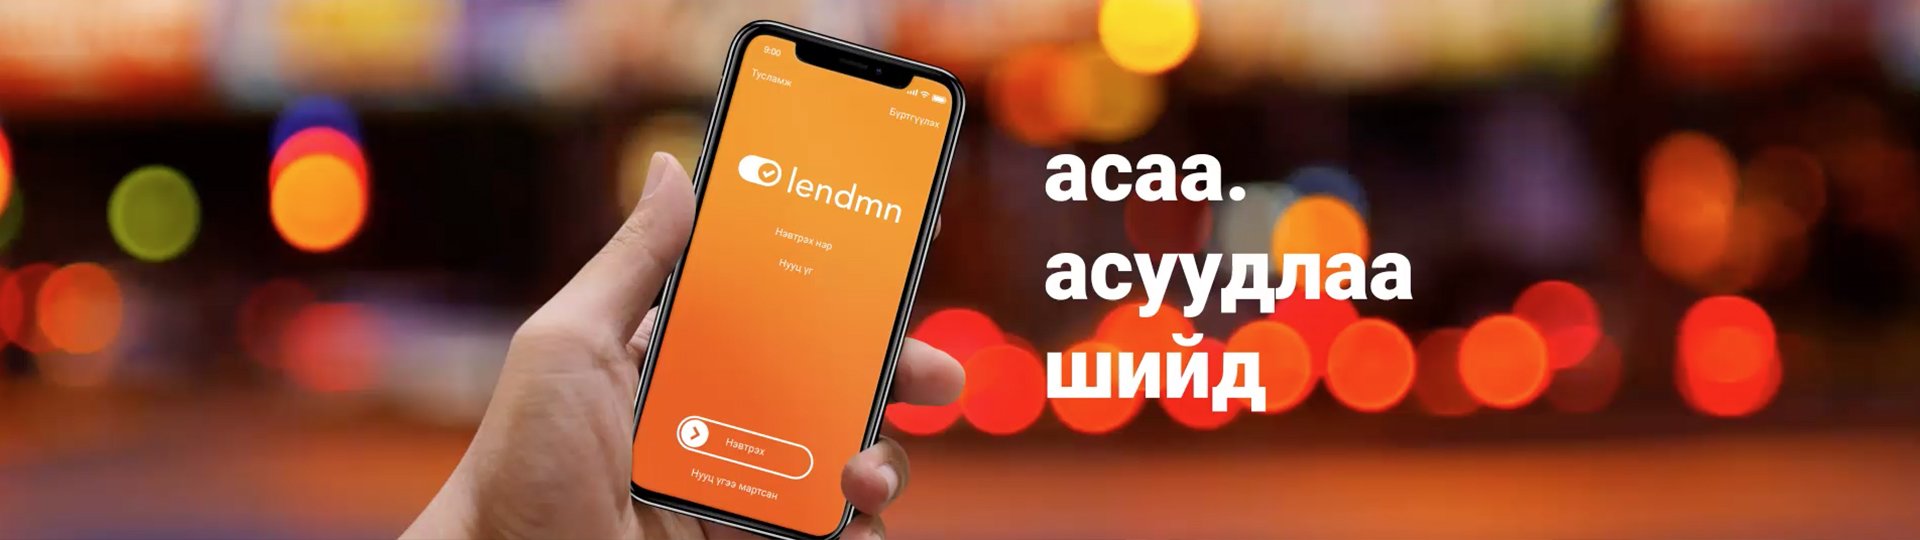 9:00
Тусламж
Бүртгүүлэх
lendmn
Нэвтрэх нэр
Нууц үг
Нэвтрэх
Нууц үгээ мартсан
асаа.
асуудлаа
шийд